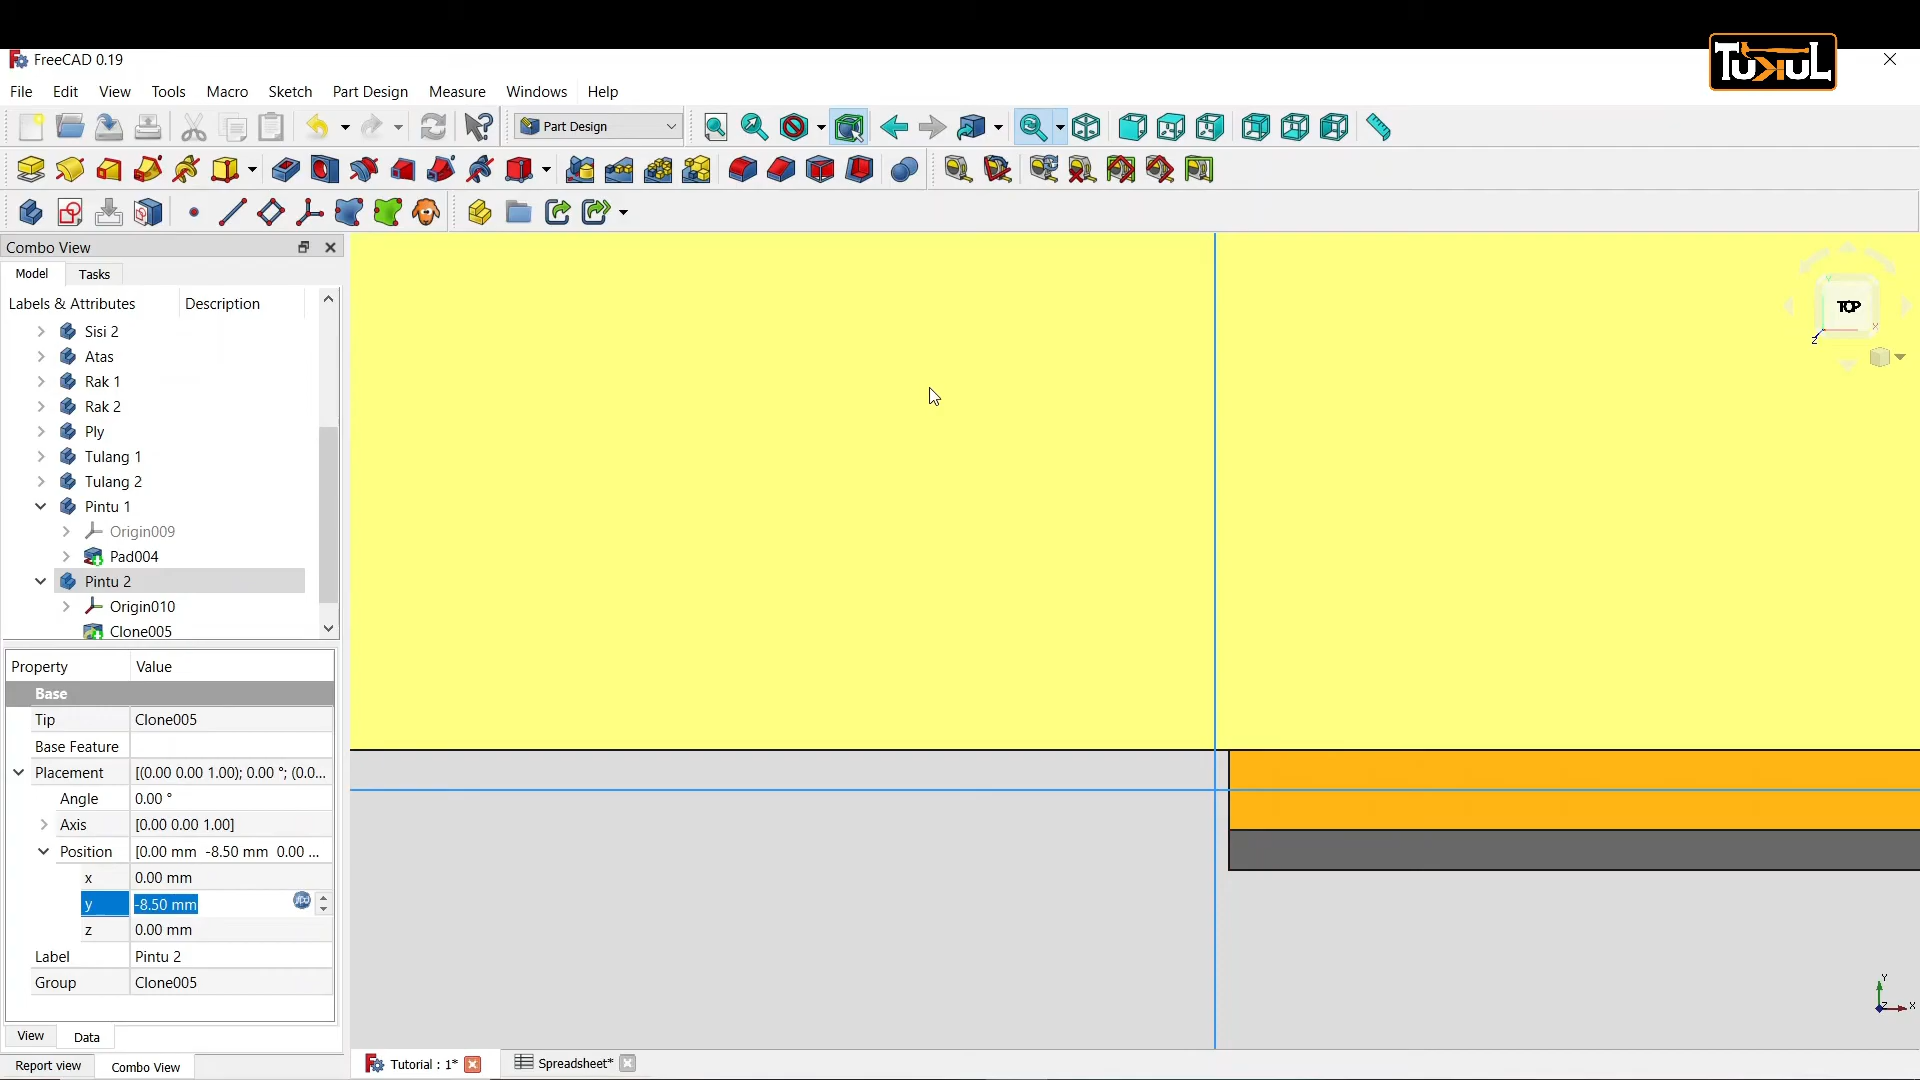 FreeCAD 0.19
TUKUL
File Edit View Tools Macro Sketch Part Design Measure Windows Help
Part Design
Combo View
Model Tasks
Labels & Attributes Description
Sisi 2
Atas
Rak 1
Rak 2
Ply
Tulang 1
Tulang 2
Pintu 1
Origin009
Pad004
Pintu 2
Origin010
Clone005
TOP
Y
X
Z
Property Value
Base
Tip Clone005
Base Feature
Placement [(0.00 0.00 1.00); 0.00 °; (0.0...
Angle 0.00 °
Axis [0.00 0.00 1.00]
Position [0.00 mm -8.50 mm 0.00 ...
x 0.00 mm
y -8.50 mm
z 0.00 mm
Label Pintu 2
Group Clone005
Y
Z
X
View Data
Report view Combo View
Tutorial : 1* Spreadsheet*